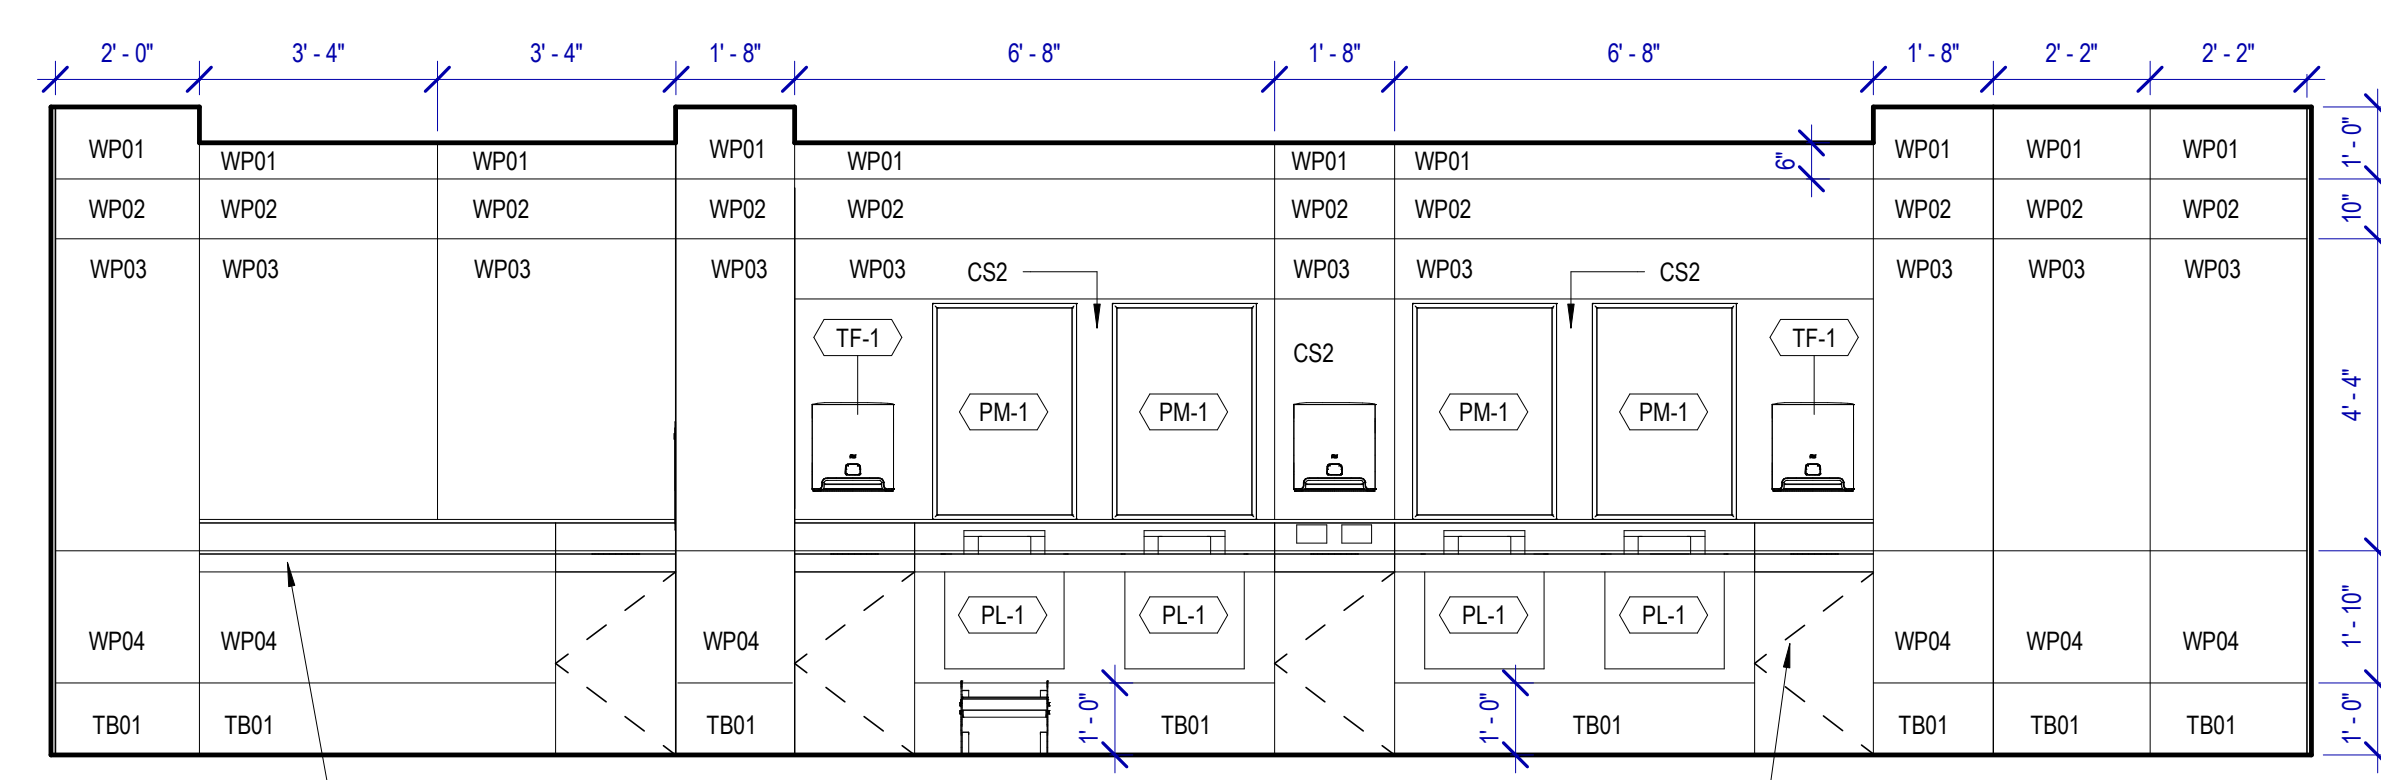 2' - 0" 3' - 4" 3' - 4" 1' - 8" 6' - 8" 1' - 8" 6' - 8" 1' - 8" 2' - 2" 2' - 2"
WP01 WP01 WP01 WP01 WP01 WP01 WP01 6" WP01 WP01 WP01 1' - 0"
WP02 WP02 WP02 WP02 WP02 WP02 WP02 WP02 WP02 WP02 10"
WP03 WP03 WP03 WP03 WP03 CS2 WP03 WP03 CS2 WP03 WP03 WP03
TF-1 CS2 TF-1
PM-1 PM-1 PM-1 PM-1 4' - 4"
PL-1 PL-1 PL-1 PL-1
WP04 WP04 WP04 WP04 WP04 WP04 1' - 10"
TB01 TB01 TB01 1' - 0" TB01 1' - 0" TB01 TB01 TB01 TB01 1' - 0"